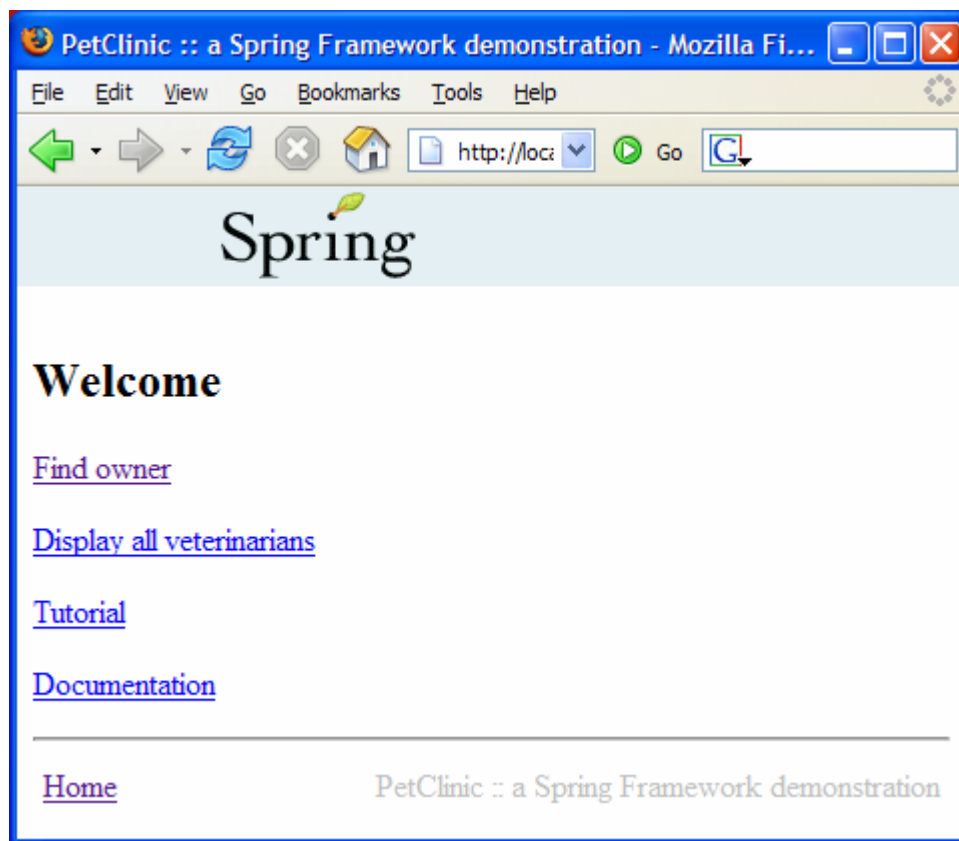 PetClinic :: a Spring Framework demonstration - Mozilla Fi...
File Edit View Go Bookmarks Tools Help
http://loca Go G
Spring
Welcome
Find owner
Display all veterinarians
Tutorial
Documentation
Home PetClinic :: a Spring Framework demonstration